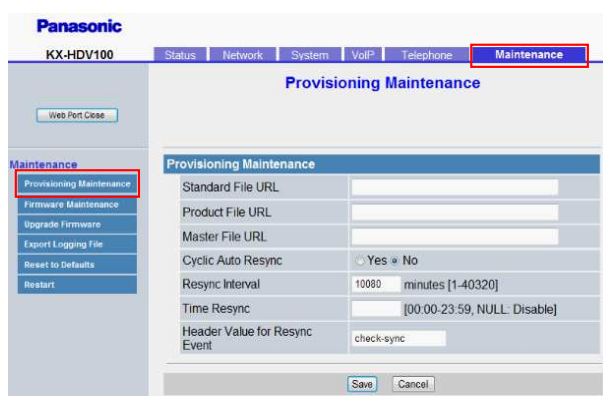 Panasonic
KX-HDV100
Status Network System VoIP Telephone Maintenance
Provisioning Maintenance
Web Port Close
Maintenance
Provisioning Maintenance
Firmware Maintenance
Upgrade Firmware
Export Logging File
Reset to Defaults
Restart
Provisioning Maintenance
Standard File URL
Product File URL
Master File URL
Cyclic Auto Resync Yes No
Resync Interval 10080 minutes [1-40320]
Time Resync [00:00-23:59, NULL: Disable]
Header Value for Resync
Event check-sync
Save Cancel